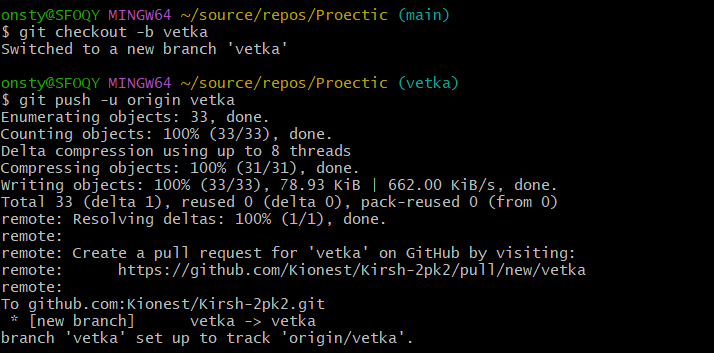 onsty@SFOQY MINGW64 ~/source/repos/Proectic (main)
$ git checkout -b vetka
Switched to a new branch 'vetka'
onsty@SFOQY MINGW64 ~/source/repos/Proectic (vetka)
$ git push -u origin vetka
Enumerating objects: 33, done.
Counting objects: 100% (33/33), done.
Delta compression using up to 8 threads
Compressing objects: 100% (31/31), done.
Writing objects: 100% (33/33), 78.93 KiB | 662.00 KiB/s, done.
Total 33 (delta 1), reused 0 (delta 0), pack-reused 0 (from 0)
remote: Resolving deltas: 100% (1/1), done.
remote:
remote: Create a pull request for 'vetka' on GitHub by visiting:
remote:      https://github.com/Kionest/Kirsh-2pk2/pull/new/vetka
remote:
To github.com:Kionest/Kirsh-2pk2.git
 * [new branch]      vetka -> vetka
branch 'vetka' set up to track 'origin/vetka'.